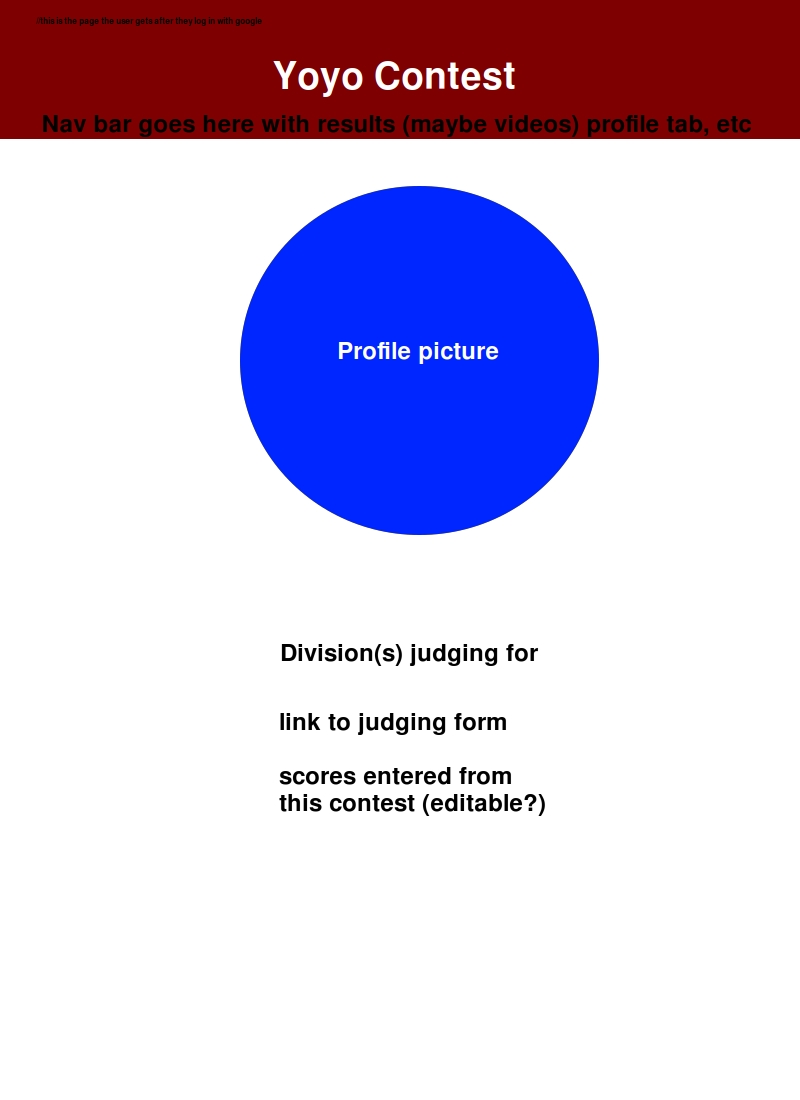 //this is the page the user gets after they log in with google
Yoyo Contest
Nav bar goes here with results (maybe videos) profile tab, etc
Profile picture
Division(s) judging for
link to judging form
scores entered from
this contest (editable?)